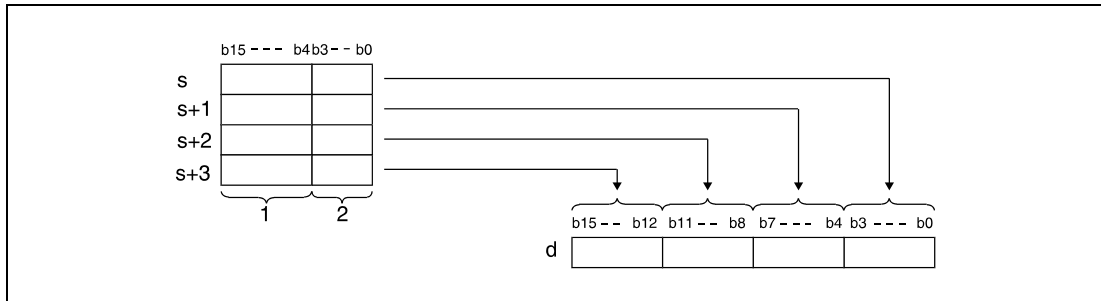 b15 --- b4 b3 -- b0
s
s+1
s+2
s+3
1 2
b15 -- b12 b11 -- b8 b7 --- b4 b3 ---- b0
d